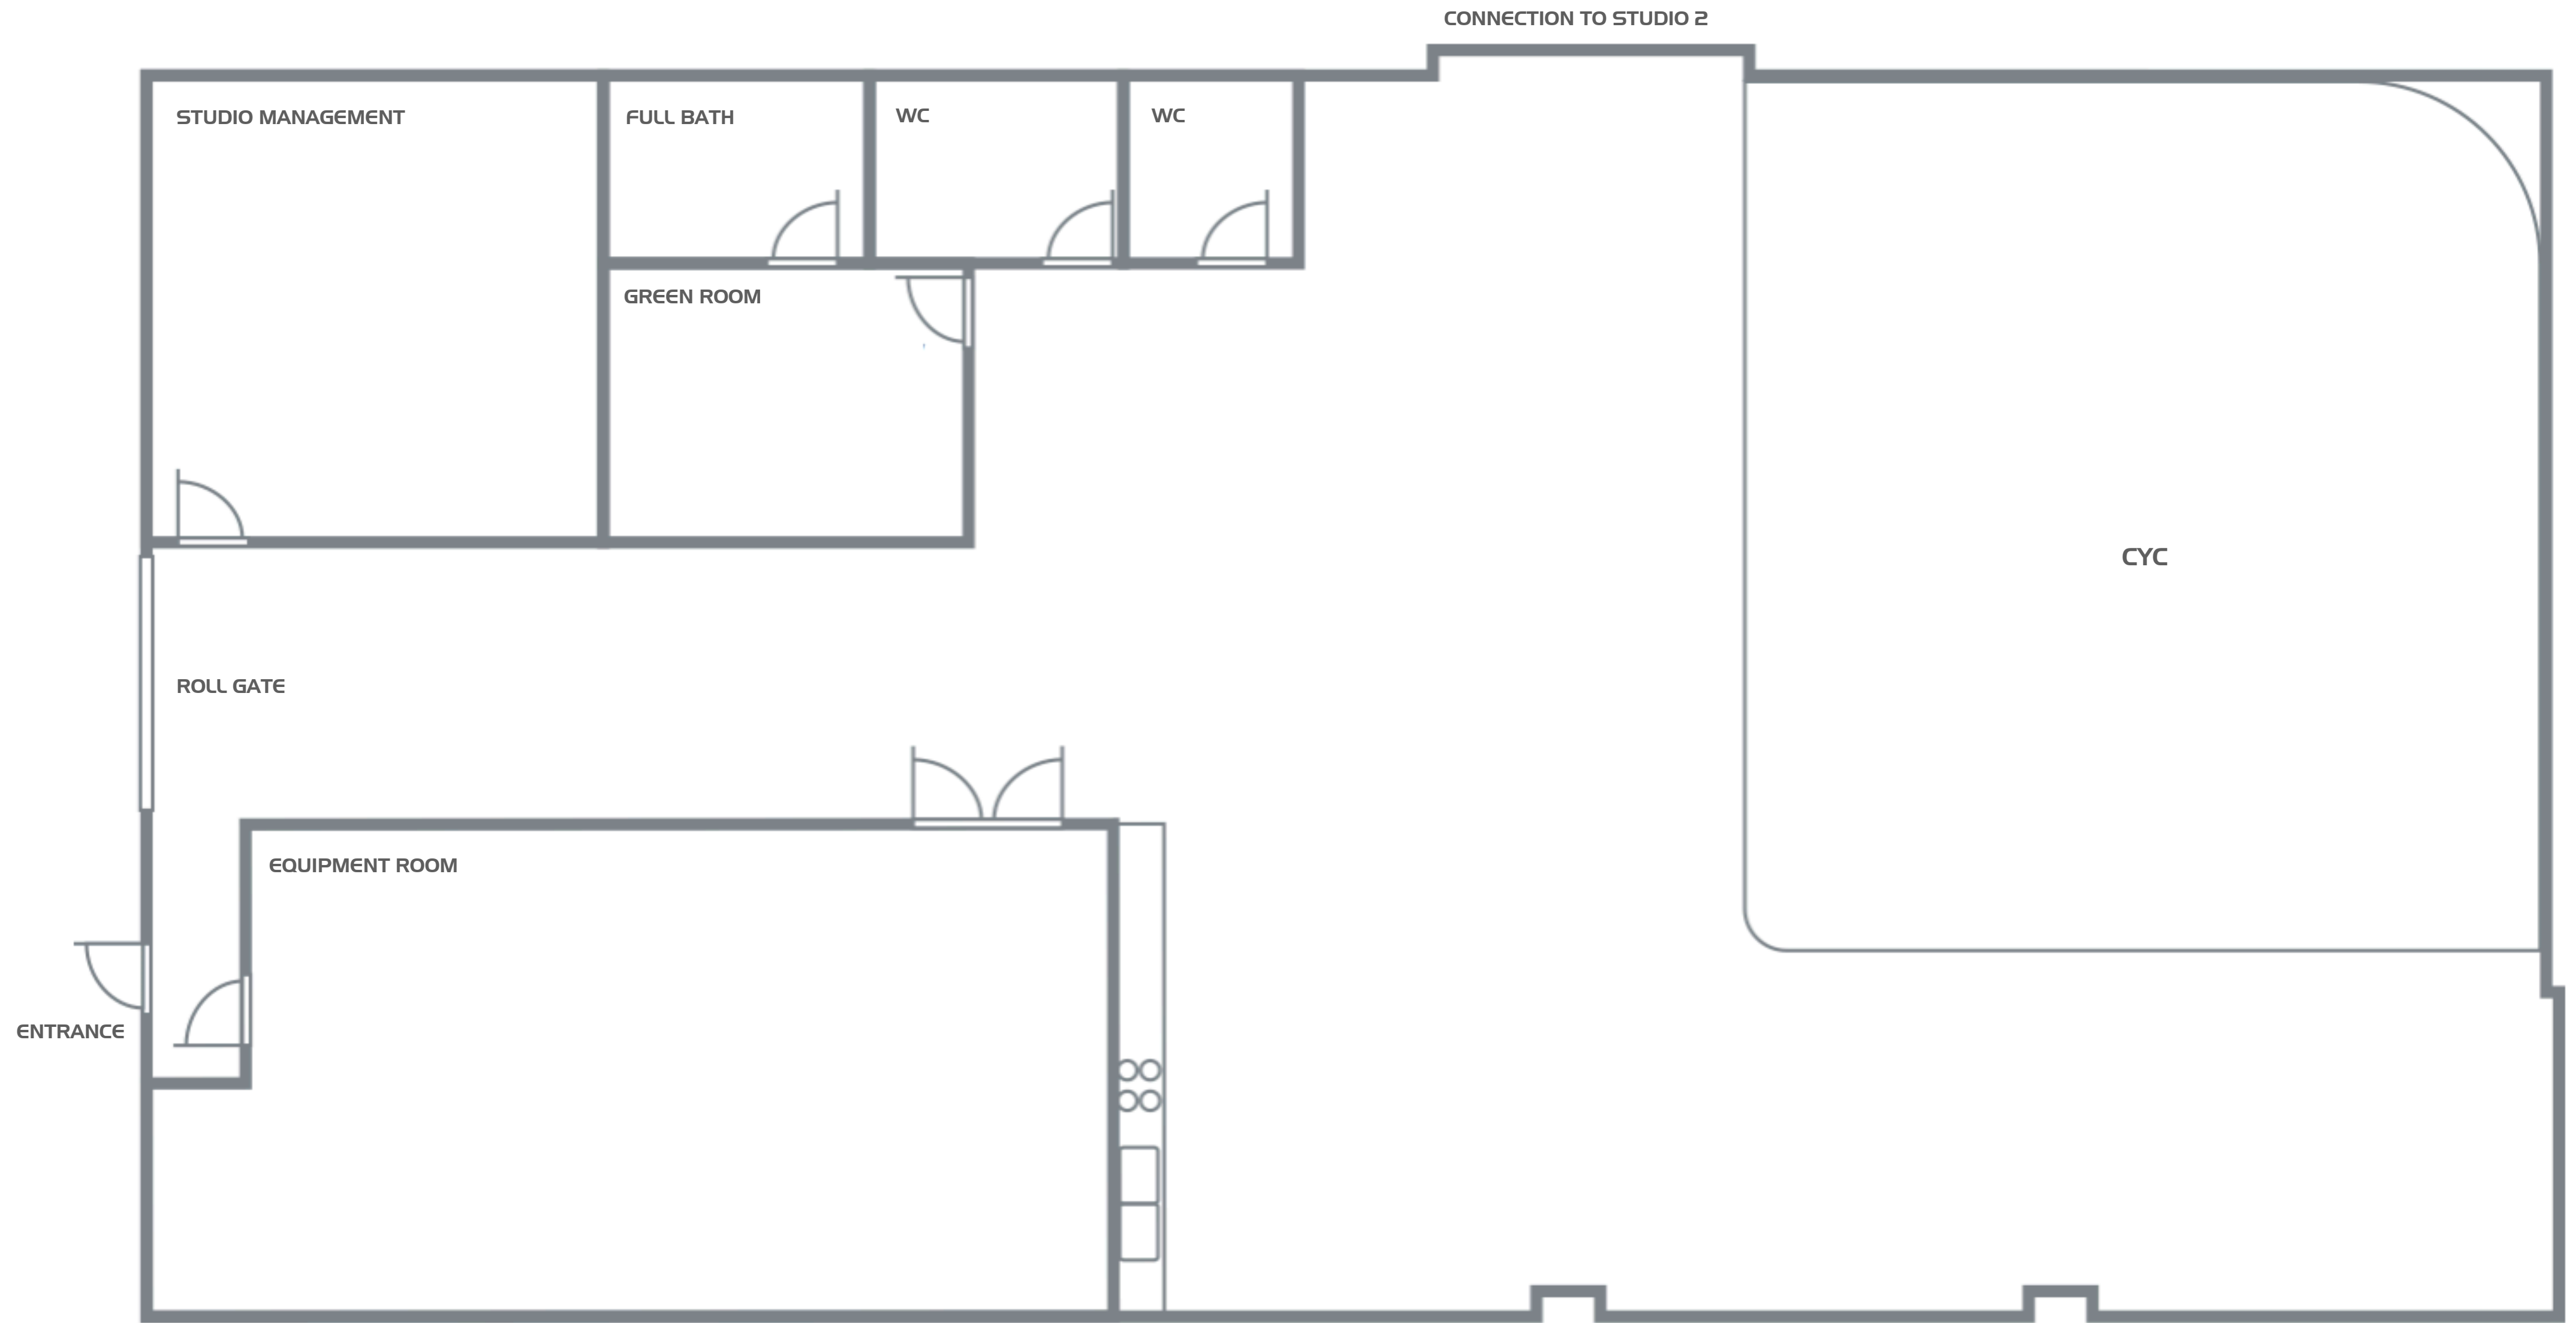 CONNECTION TO STUDIO 2
STUDIO MANAGEMENT
FULL BATH
WC
WC
GREEN ROOM
CYC
ROLL GATE
EQUIPMENT ROOM
ENTRANCE